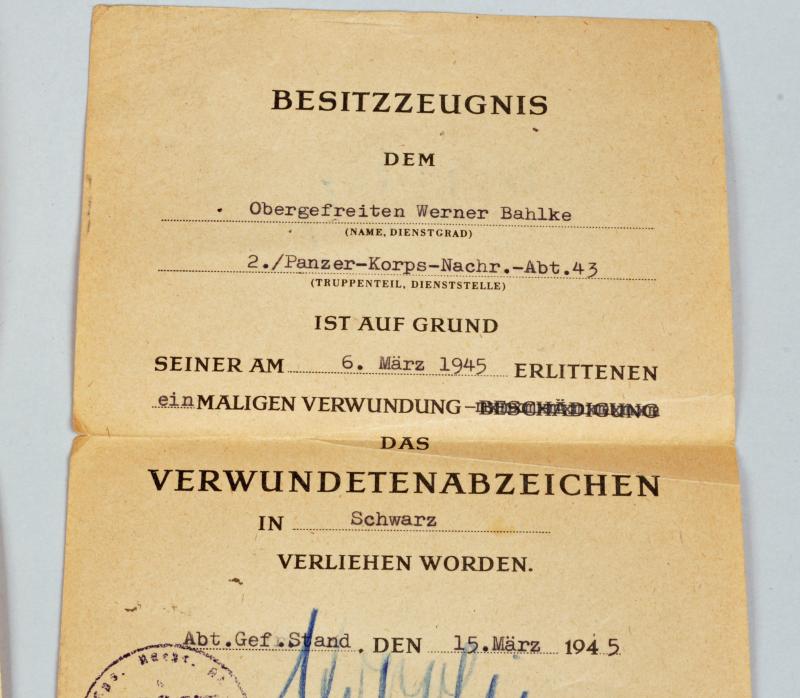 BESITZZEUGNIS
DEM
Obergefreiten Werner Bahlke
(NAME, DIENSTGRAD)
2./Panzer-Korps-Nachr.-Abt.43
(TRUPPENTEIL, DIENSTSTELLE)
IST AUF GRUND
SEINER AM 6. März 1945 ERLITTENEN
einMALIGEN VERWUNDUNG - BESCHÄDIGUNG
DAS
VERWUNDETENABZEICHEN
IN Schwarz
VERLIEHEN WORDEN.
Abt.Gef.Stand, DEN 15.März 1945